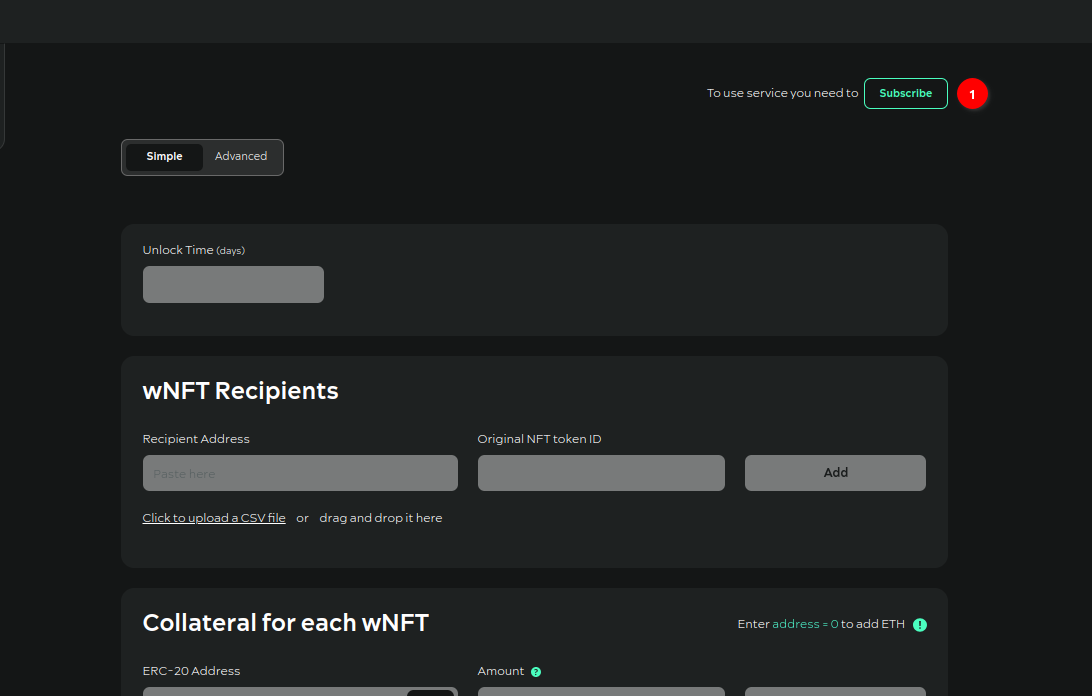 To use service you need to Subscribe 1
Simple Advanced
Unlock Time (days)
wNFT Recipients
Recipient Address Original NFT token ID
Paste here Add
Click to upload a CSV file or drag and drop it here
Collateral for each wNFT Enter address = 0 to add ETH !
ERC-20 Address Amount ?